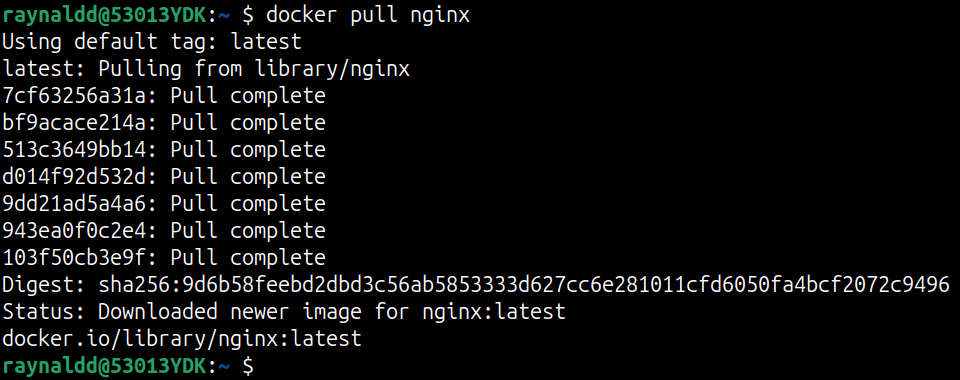 raynaldd@53013YDK:~ $ docker pull nginx
Using default tag: latest
latest: Pulling from library/nginx
7cf63256a31a: Pull complete
bf9acace214a: Pull complete
513c3649bb14: Pull complete
d014f92d532d: Pull complete
9dd21ad5a4a6: Pull complete
943ea0f0c2e4: Pull complete
103f50cb3e9f: Pull complete
Digest: sha256:9d6b58feebd2dbd3c56ab5853333d627cc6e281011cfd6050fa4bcf2072c9496
Status: Downloaded newer image for nginx:latest
docker.io/library/nginx:latest
raynaldd@53013YDK:~ $